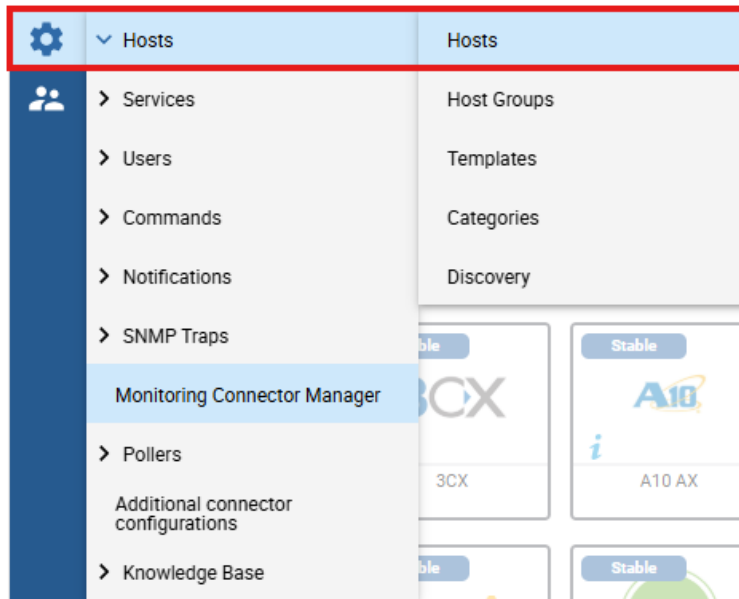 Hosts
Hosts
Services
Host Groups
Users
Templates
Commands
Categories
Notifications
Discovery
SNMP Traps
Stable
A10
Monitoring Connector Manager
Pollers
3CX
A10 AX
Additional connector
configurations
Knowledge Base
Stable